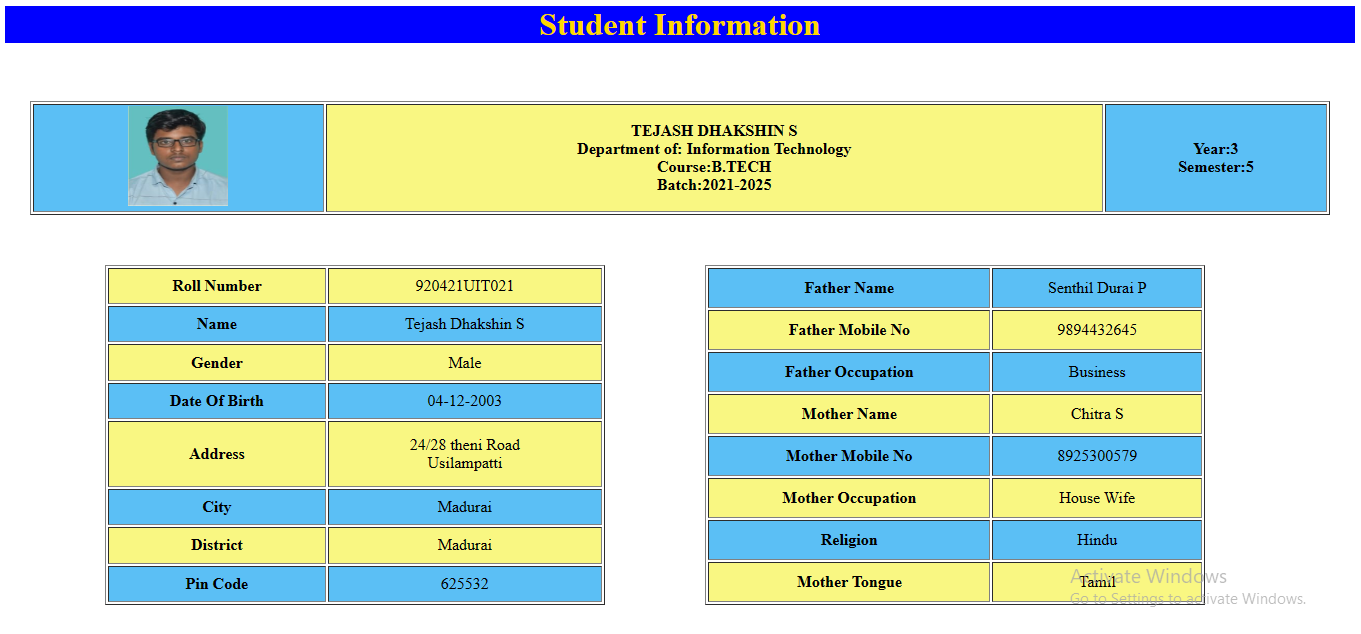 Student Information
TEJASH DHAKSHIN S
Department of: Information Technology
Course:B.TECH
Batch:2021-2025
Year:3
Semester:5
Roll Number 920421UIT021
Name Tejash Dhakshin S
Gender Male
Date Of Birth 04-12-2003
Address 24/28 theni Road
Usilampatti
City Madurai
District Madurai
Pin Code 625532
Father Name Senthil Durai P
Father Mobile No 9894432645
Father Occupation Business
Mother Name Chitra S
Mother Mobile No 8925300579
Mother Occupation House Wife
Religion Hindu
Mother Tongue Tamil
Activate Windows
Go to Settings to activate Windows.